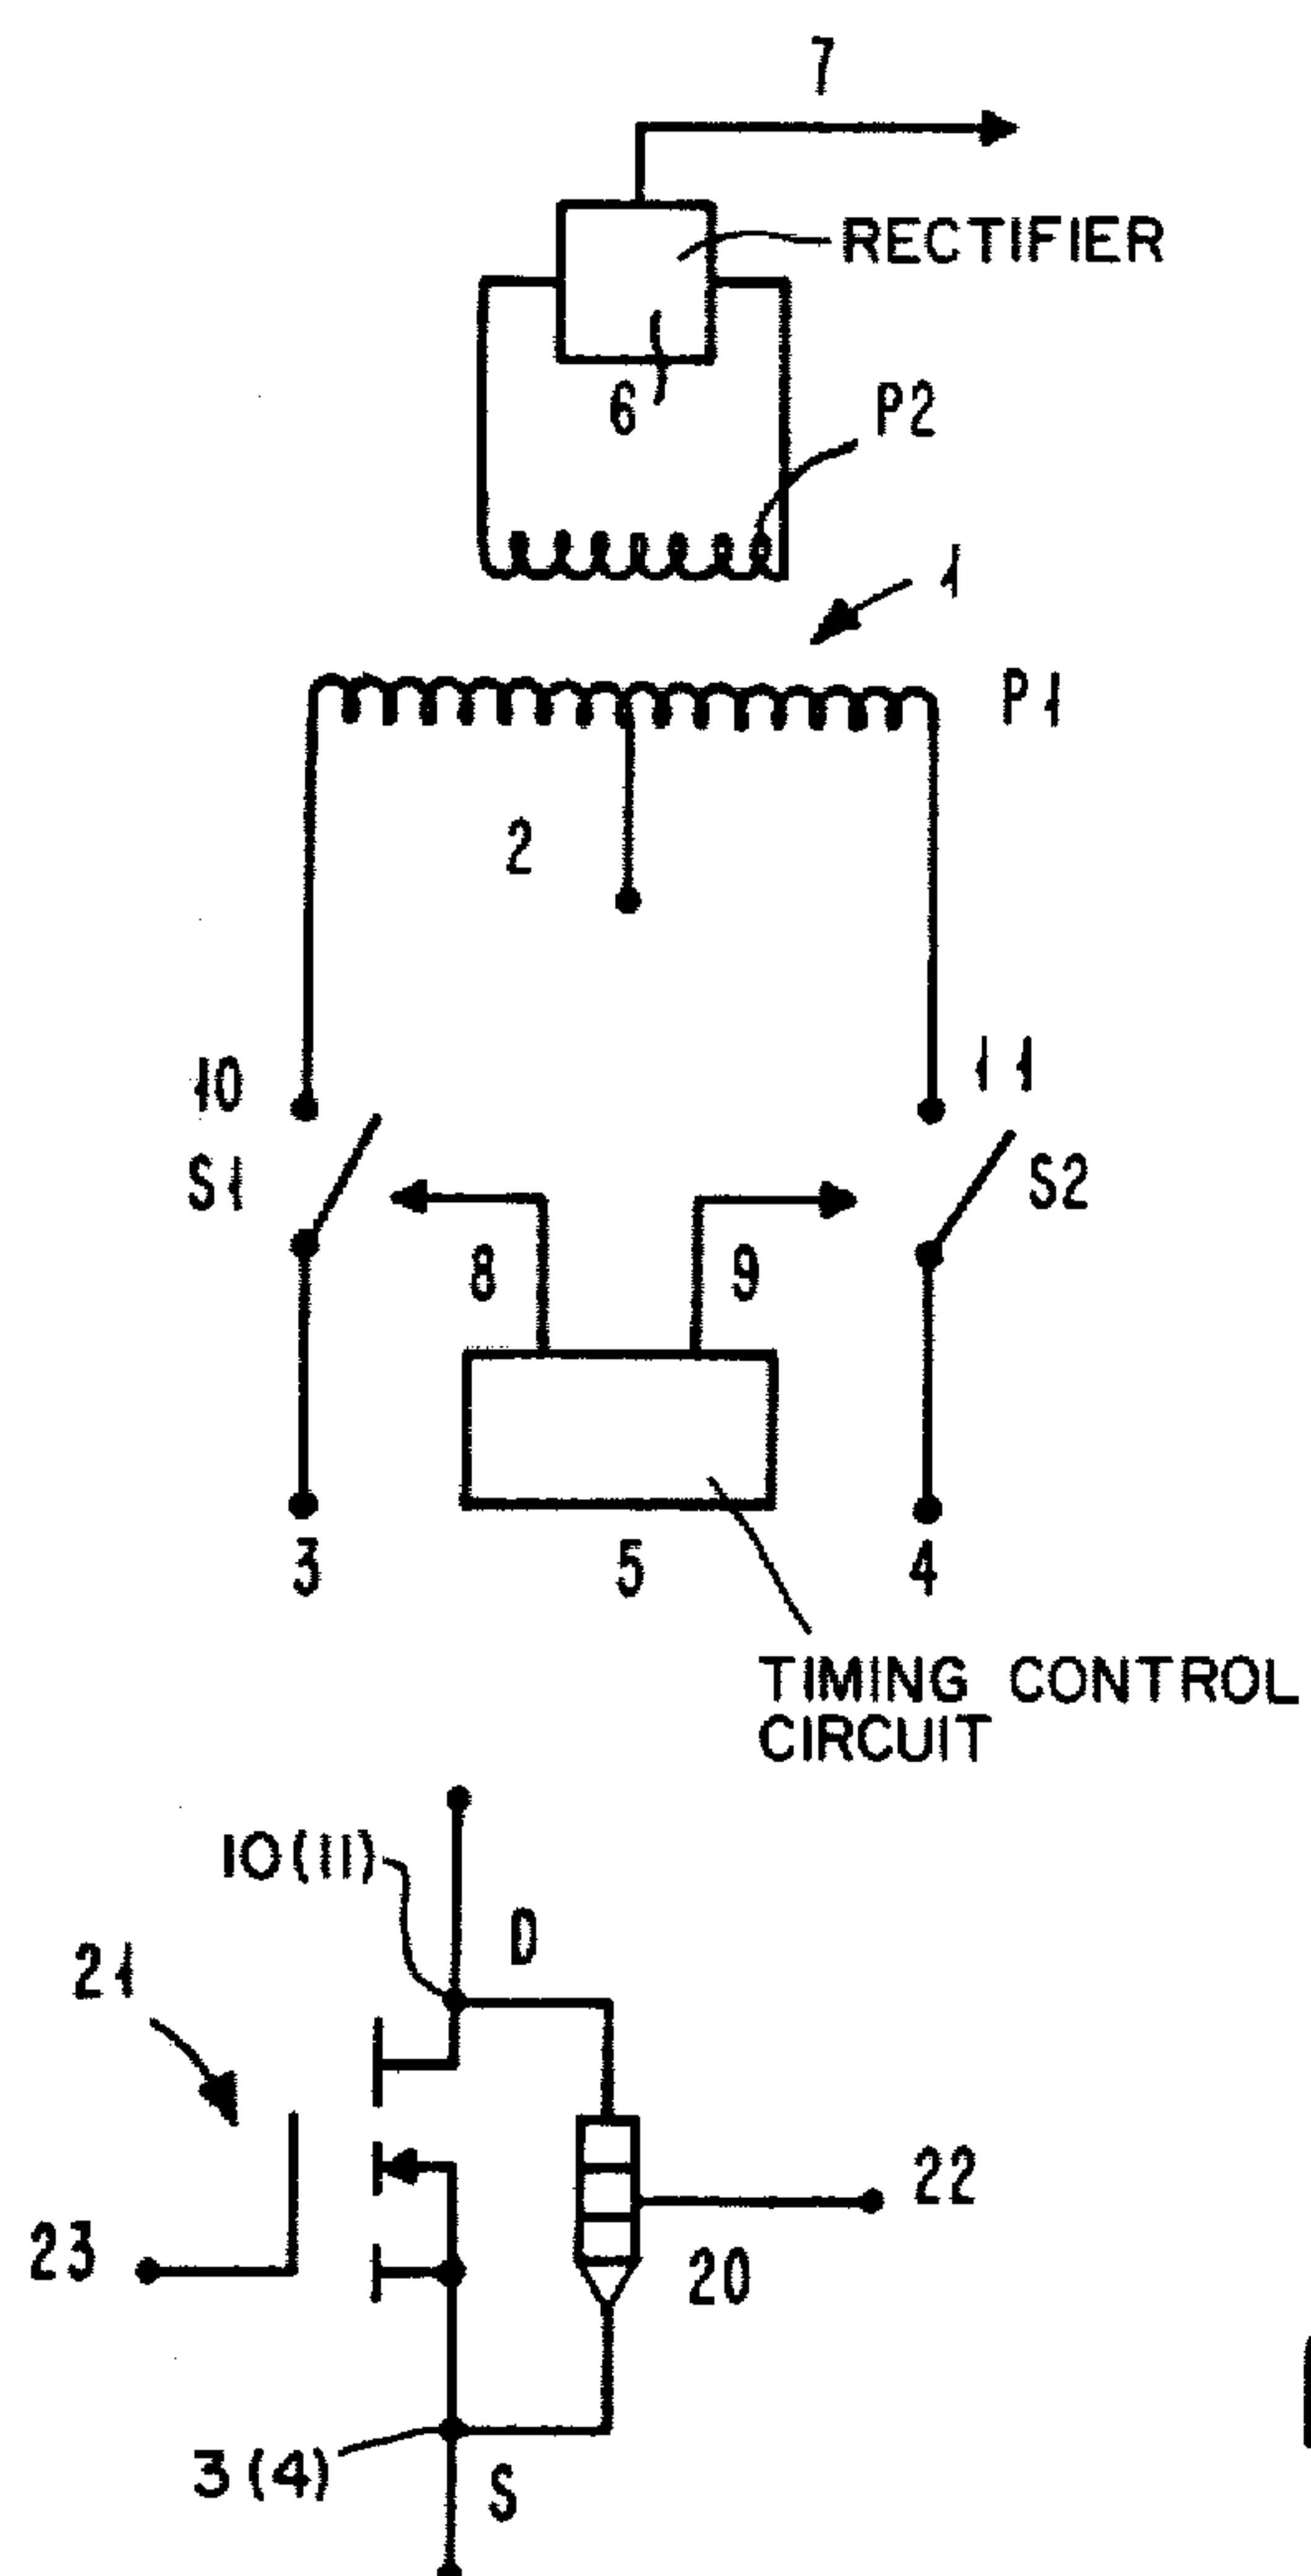 7
RECTIFIER
6
P2
1
P1
2
10
11
S1
S2
8
9
3
5
4
TIMING CONTROL
CIRCUIT
10(11)
D
21
22
23
20
3(4)
S